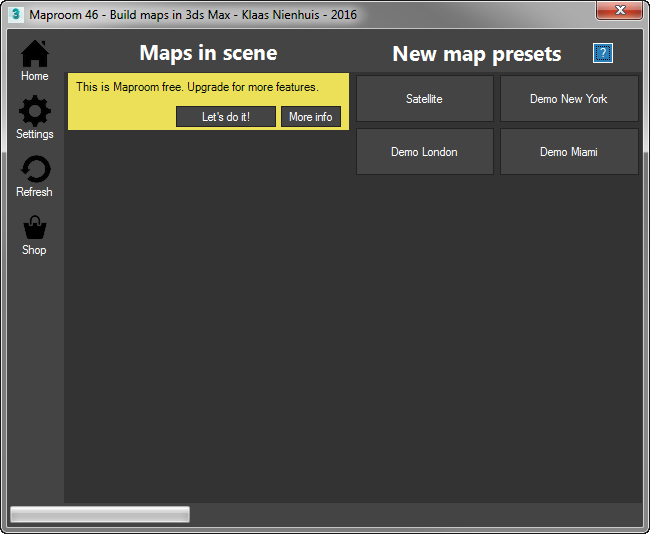 Maproom 46 - Build maps in 3ds Max - Klaas Nienhuis - 2016
Home
Settings
Refresh
Shop
Maps in scene
This is Maproom free. Upgrade for more features.
Let's do it!
More info
New map presets
?
Satellite
Demo New York
Demo London
Demo Miami